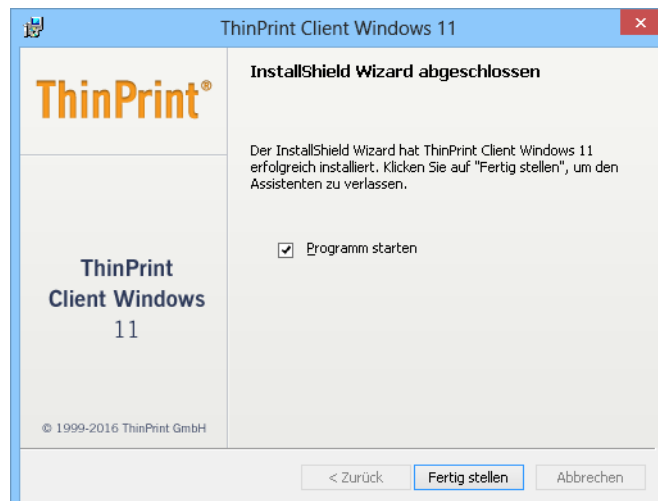 ThinPrint Client Windows 11
ThinPrint®
InstallShield Wizard abgeschlossen
Der InstallShield Wizard hat ThinPrint Client Windows 11
erfolgreich installiert. Klicken Sie auf "Fertig stellen", um den
Assistenten zu verlassen.
Programm starten
ThinPrint
Client Windows
11
© 1999-2016 ThinPrint GmbH
< Zurück
Fertig stellen
Abbrechen